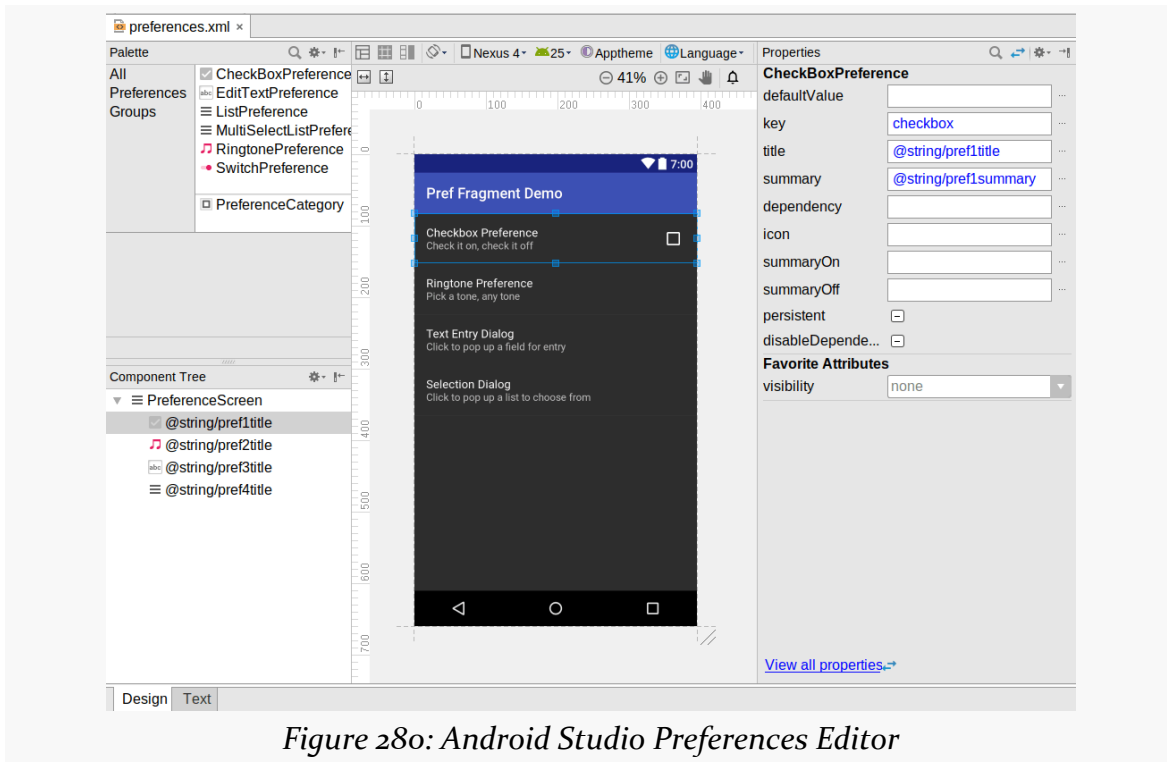 preferences.xml ×
Palette
All
Preferences
Groups
CheckBoxPreference
abc EditTextPreference
ListPreference
MultiSelectListPrefere
RingtonePreference
SwitchPreference
PreferenceCategory
Nexus 4 25 Apptheme Language
41%
0 100 200 300 400
0
100
200
300
400
500
600
700
7:00
Pref Fragment Demo
Checkbox Preference
Check it on, check it off
Ringtone Preference
Pick a tone, any tone
Text Entry Dialog
Click to pop up a field for entry
Selection Dialog
Click to pop up a list to choose from
Component Tree
PreferenceScreen
@string/pref1title
@string/pref2title
abc @string/pref3title
@string/pref4title
Properties
CheckBoxPreference
defaultValue ...
key checkbox ...
title @string/pref1title ...
summary @string/pref1summary ...
dependency ...
icon ...
summaryOn ...
summaryOff ...
persistent
disableDepende...
Favorite Attributes
visibility none
View all properties
Design Text
Figure 280: Android Studio Preferences Editor